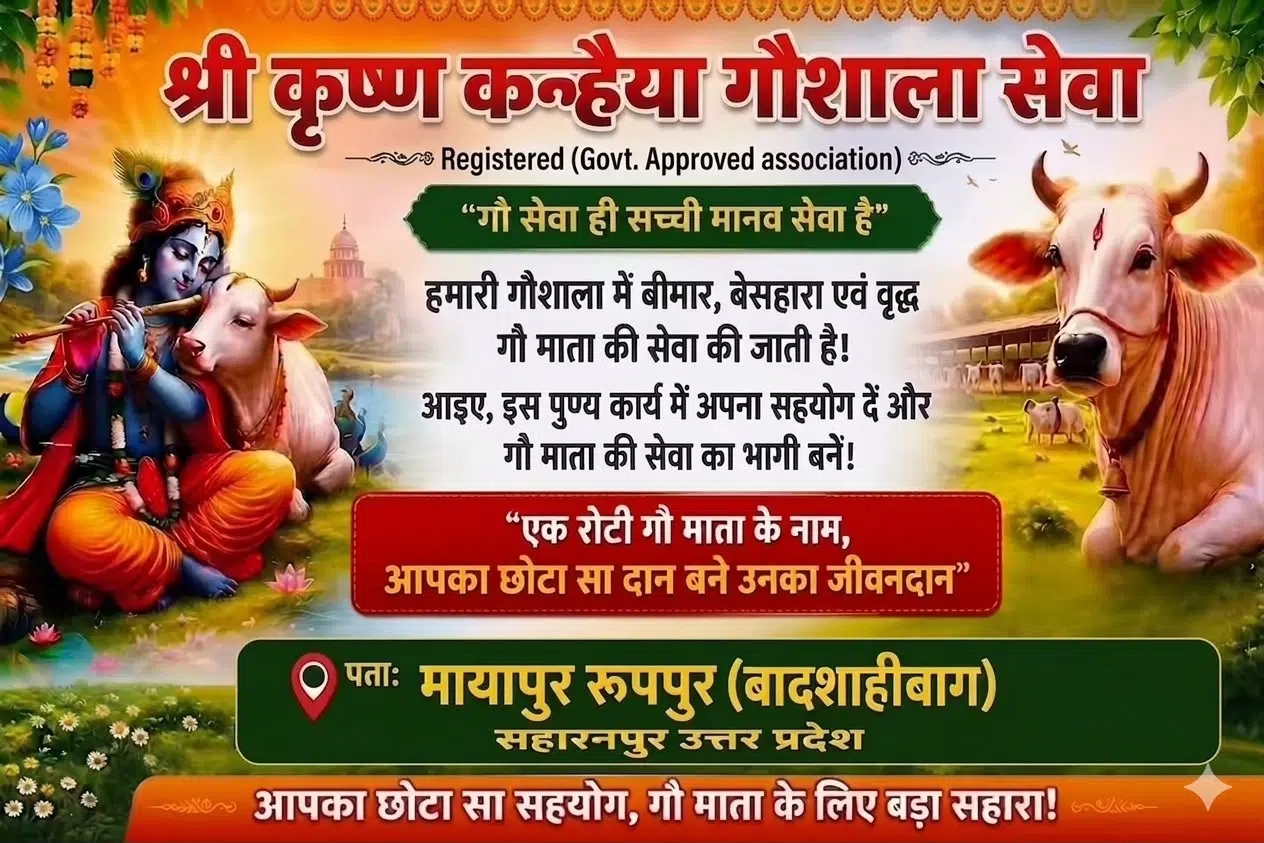 श्री कृष्ण कन्हैया गौशाला सेवा
Registered (Govt. Approved association)
“गौ सेवा ही सच्ची मानव सेवा है”
हमारी गौशाला में बीमार, बेसहारा एवं वृद्ध
गौ माता की सेवा की जाती है!
आइए, इस पुण्य कार्य में अपना सहयोग दें और
गौ माता की सेवा का भागी बनें!
“एक रोटी गौ माता के नाम,
आपका छोटा सा दान बने उनका जीवनदान”
पता: मायापुर रूपपुर (बादशाहीबाग)
सहारनपुर उत्तर प्रदेश
आपका छोटा सा सहयोग, गौ माता के लिए बड़ा सहारा!